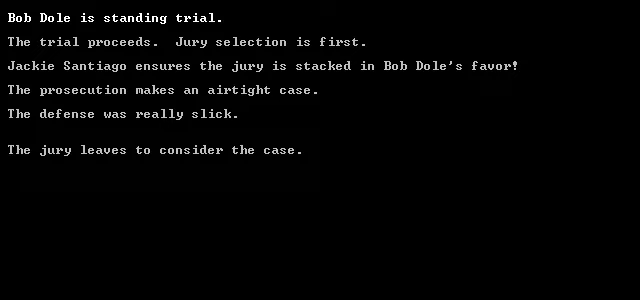 Bob Dole is standing trial.
The trial proceeds.  Jury selection is first.
Jackie Santiago ensures the jury is stacked in Bob Dole's favor!
The prosecution makes an airtight case.
The defense was really slick.
The jury leaves to consider the case.